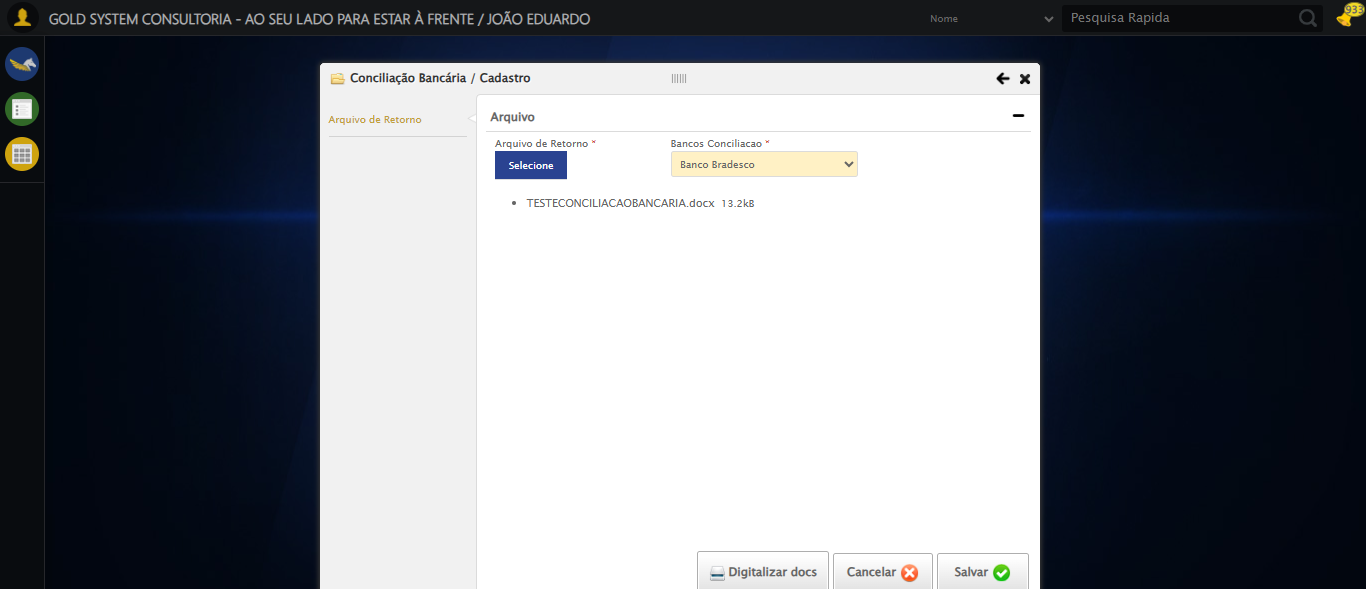 GOLD SYSTEM CONSULTORIA - AO SEU LADO PARA ESTAR À FRENTE / JOÃO EDUARDO
Nome
Pesquisa Rapida
933
Conciliação Bancária / Cadastro
Arquivo de Retorno
Arquivo
Arquivo de Retorno *
Bancos Conciliacao *
Selecione
Banco Bradesco
TESTECONCILIACAOBANCARIA.docx 13.2kB
Digitalizar docs
Cancelar
Salvar